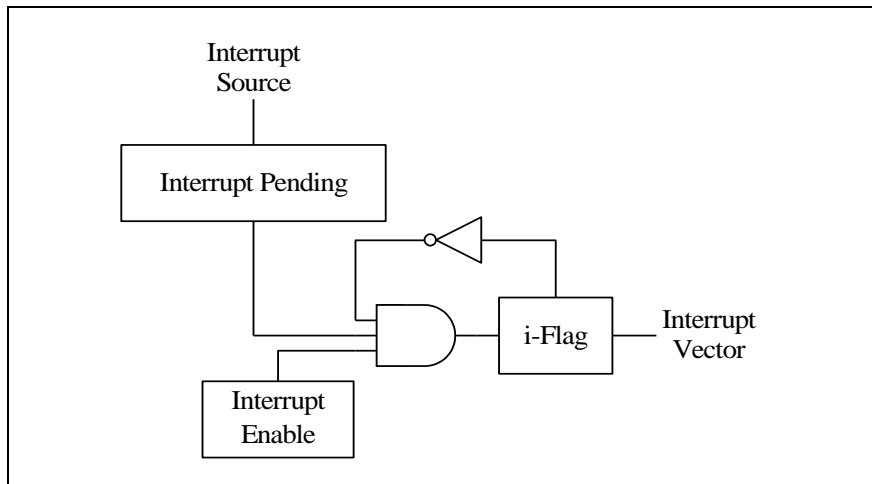 Interrupt
Source
Interrupt Pending
i-Flag
Interrupt
Vector
Interrupt
Enable